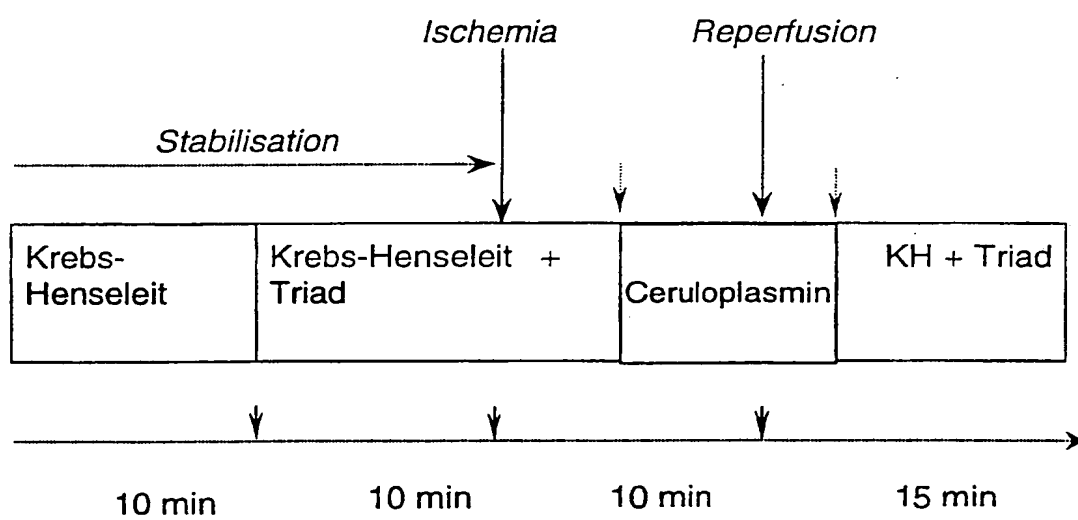 Ischemia
Reperfusion
Stabilisation
Krebs-
Henseleit
Krebs-Henseleit +
Triad
Ceruloplasmin
KH + Triad
10 min
10 min
10 min
15 min